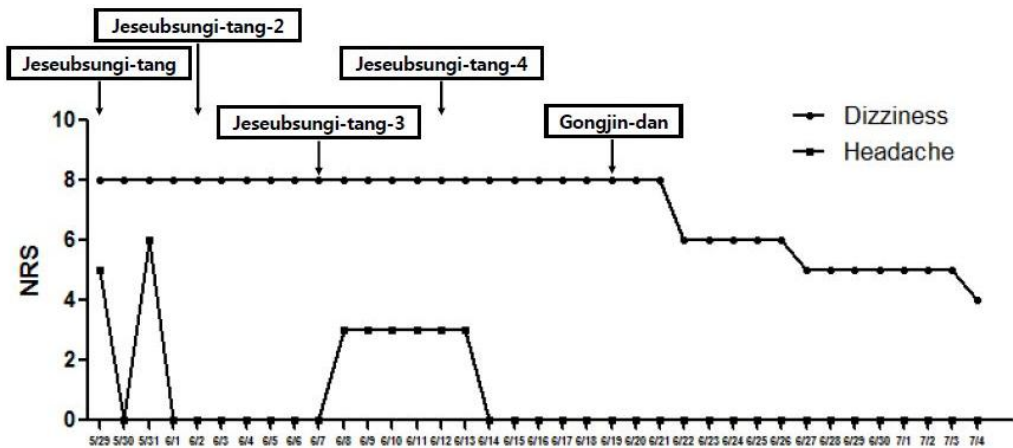 Jeseubsungi-tang-2
Jeseubsungi-tang
Jeseubsungi-tang-4
Jeseubsungi-tang-3
Gongjin-dan
Dizziness
Headache
NRS
10
8
6
4
2
0
5/29 5/30 5/31 6/1 6/2 6/3 6/4 6/5 6/6 6/7 6/8 6/9 6/10 6/11 6/12 6/13 6/14 6/15 6/16 6/17 6/18 6/19 6/20 6/21 6/22 6/23 6/24 6/25 6/26 6/27 6/28 6/29 6/30 7/1 7/2 7/3 7/4